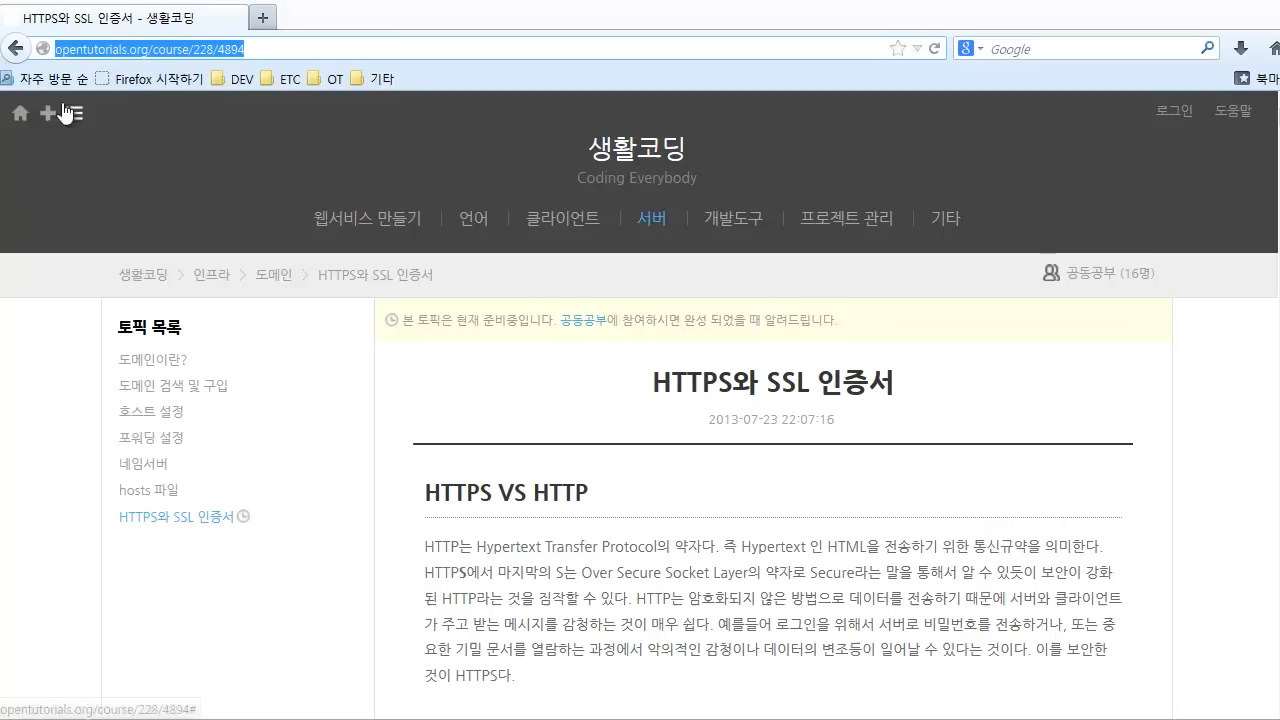 HTTPS와 SSL 인증서 - 생활코딩
opentutorials.org/course/228/4894
Google
자주 방문 순 Firefox 시작하기 DEV ETC OT 기타
북마
로그인 도움말
생활코딩
Coding Everybody
웹서비스 만들기 언어 클라이언트 서버 개발도구 프로젝트 관리 기타
생활코딩 인프라 도메인 HTTPS와 SSL 인증서
공동공부 (16명)
토픽 목록
도메인이란?
도메인 검색 및 구입
호스트 설정
포워딩 설정
네임서버
hosts 파일
HTTPS와 SSL 인증서
본 토픽은 현재 준비중입니다. 공동공부에 참여하시면 완성 되었을 때 알려드립니다.
HTTPS와 SSL 인증서
2013-07-23 22:07:16
HTTPS VS HTTP
HTTP는 Hypertext Transfer Protocol의 약자다. 즉 Hypertext 인 HTML을 전송하기 위한 통신규약을 의미한다.
HTTPS에서 마지막의 S는 Over Secure Socket Layer의 약자로 Secure라는 말을 통해서 알 수 있듯이 보안이 강화
된 HTTP라는 것을 짐작할 수 있다. HTTP는 암호화되지 않은 방법으로 데이터를 전송하기 때문에 서버와 클라이언트
가 주고 받는 메시지를 감청하는 것이 매우 쉽다. 예를들어 로그인을 위해서 서버로 비밀번호를 전송하거나, 또는 중
요한 기밀 문서를 열람하는 과정에서 악의적인 감청이나 데이터의 변조등이 일어날 수 있다는 것이다. 이를 보안한
것이 HTTPS다.
opentutorials.org/course/228/4894#